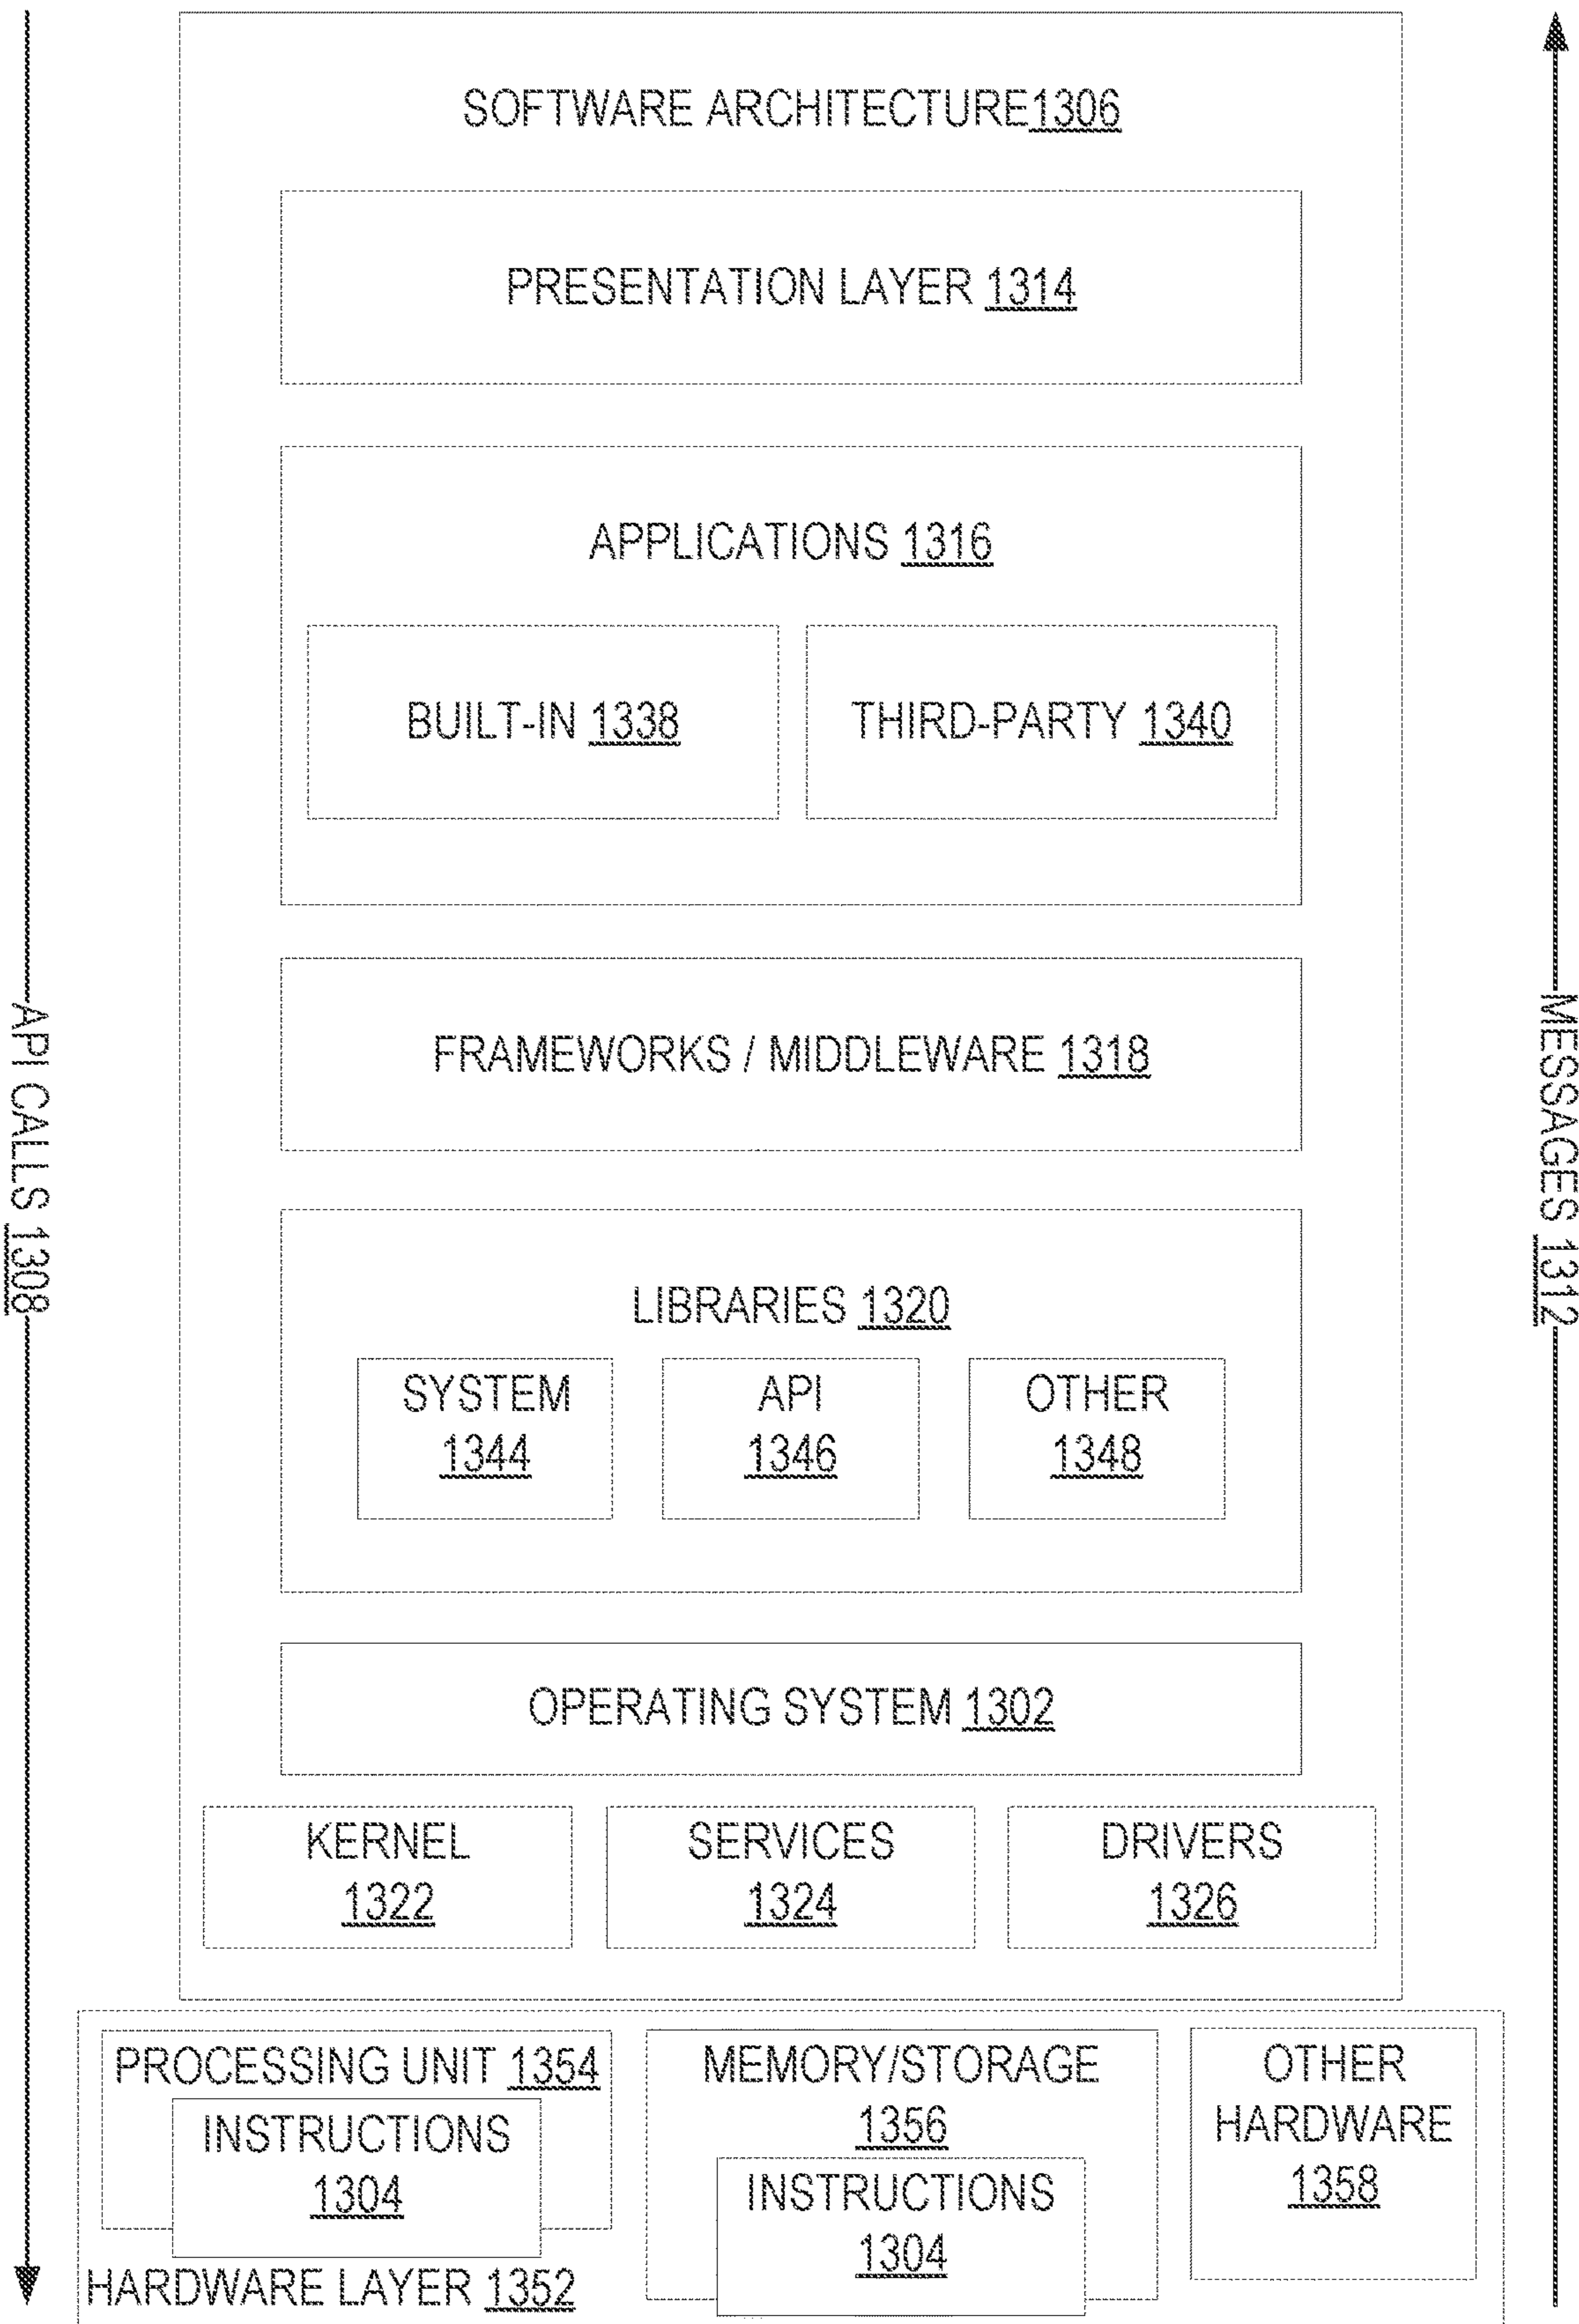 SOFTWARE ARCHITECTURE1306
PRESENTATION LAYER 1314
APPLICATIONS 1316
BUILT-IN 1338
THIRD-PARTY 1340
FRAMEWORKS / MIDDLEWARE 1318
API CALLS 1308
MESSAGES 1312
LIBRARIES 1320
SYSTEM
1344
API
1346
OTHER
1348
OPERATING SYSTEM 1302
KERNEL
1322
SERVICES
1324
DRIVERS
1326
PROCESSING UNIT 1354
INSTRUCTIONS
1304
MEMORY/STORAGE
1356
INSTRUCTIONS
1304
OTHER
HARDWARE
1358
HARDWARE LAYER 1352